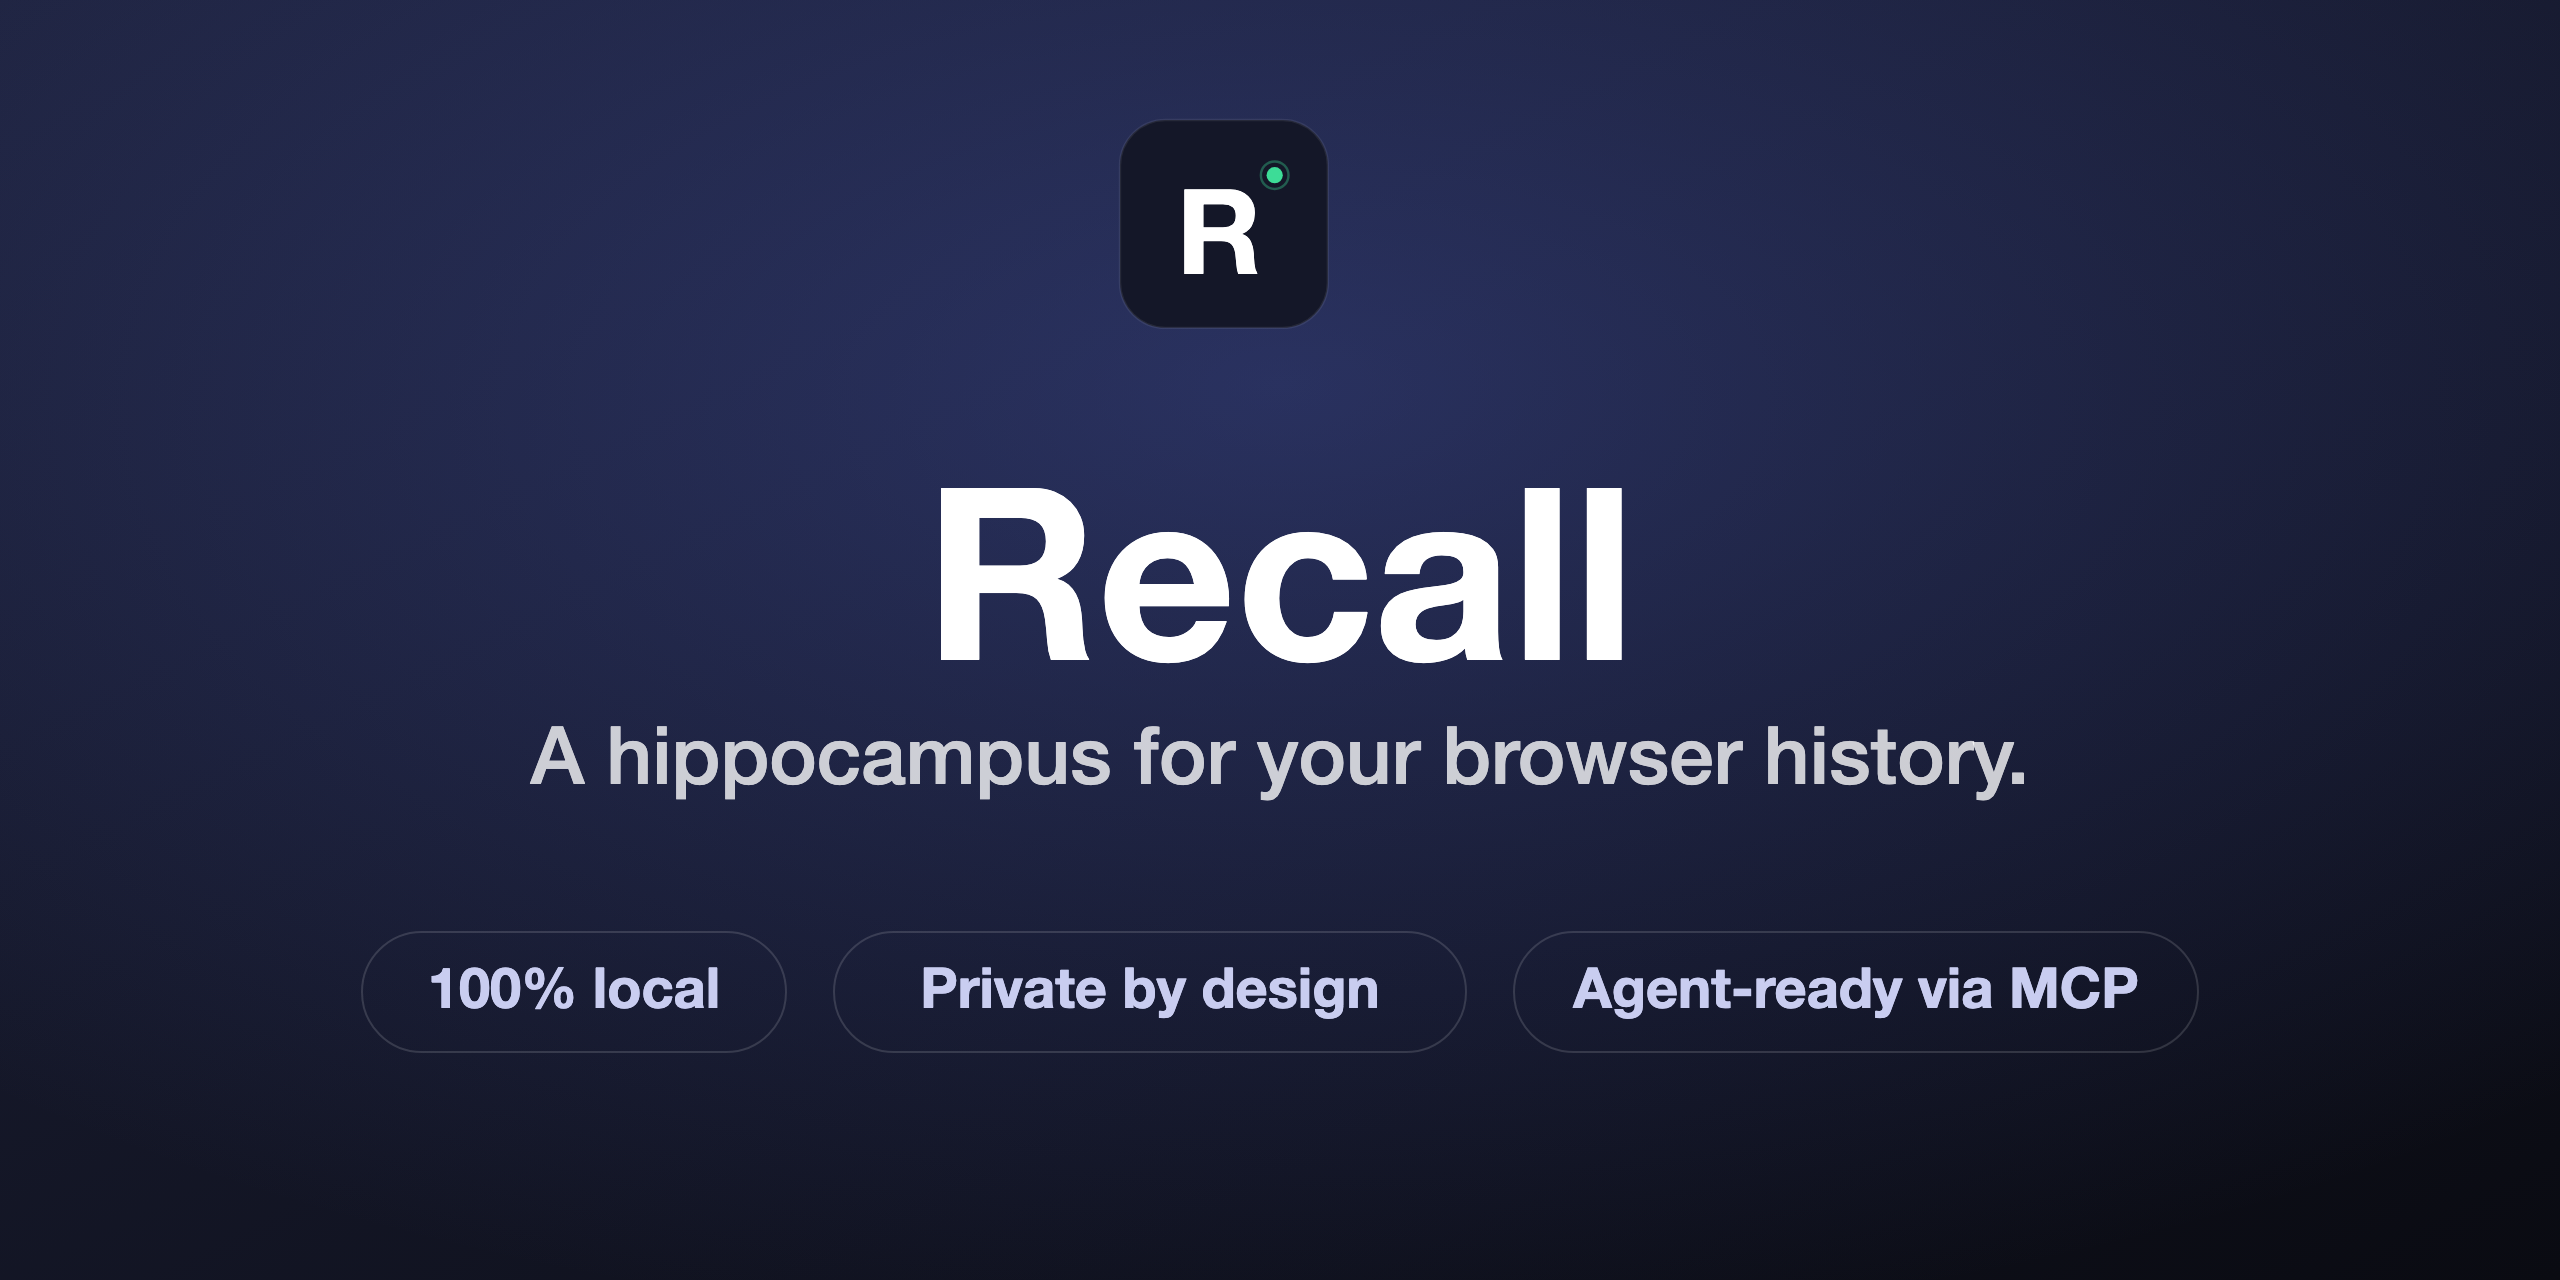 R
Recall
A hippocampus for your browser history.
100% local
Private by design
Agent-ready via MCP